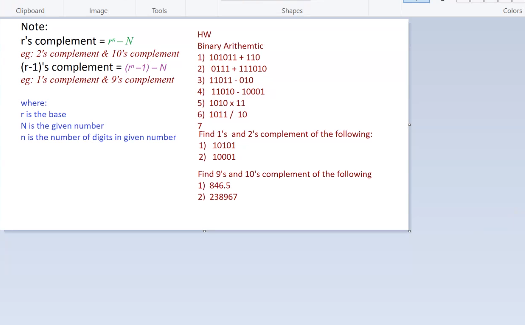 Clipboard
Image
Tools
Shapes
Colors
Note:
r's complement = rⁿ – N
eg: 2's complement & 10's complement
(r-1)'s complement = (rⁿ –1) – N
eg: 1's complement & 9's complement
where:
r is the base
N is the given number
n is the number of digits in given number
HW
Binary Arithemtic
1) 101011 + 110
2) 0111 + 111010
3) 11011 - 010
4) 11010 - 10001
5) 1010 x 11
6) 1011 / 10
7
Find 1's and 2's complement of the following:
1) 10101
2) 10001
Find 9's and 10's complement of the following
1) 846.5
2) 238967